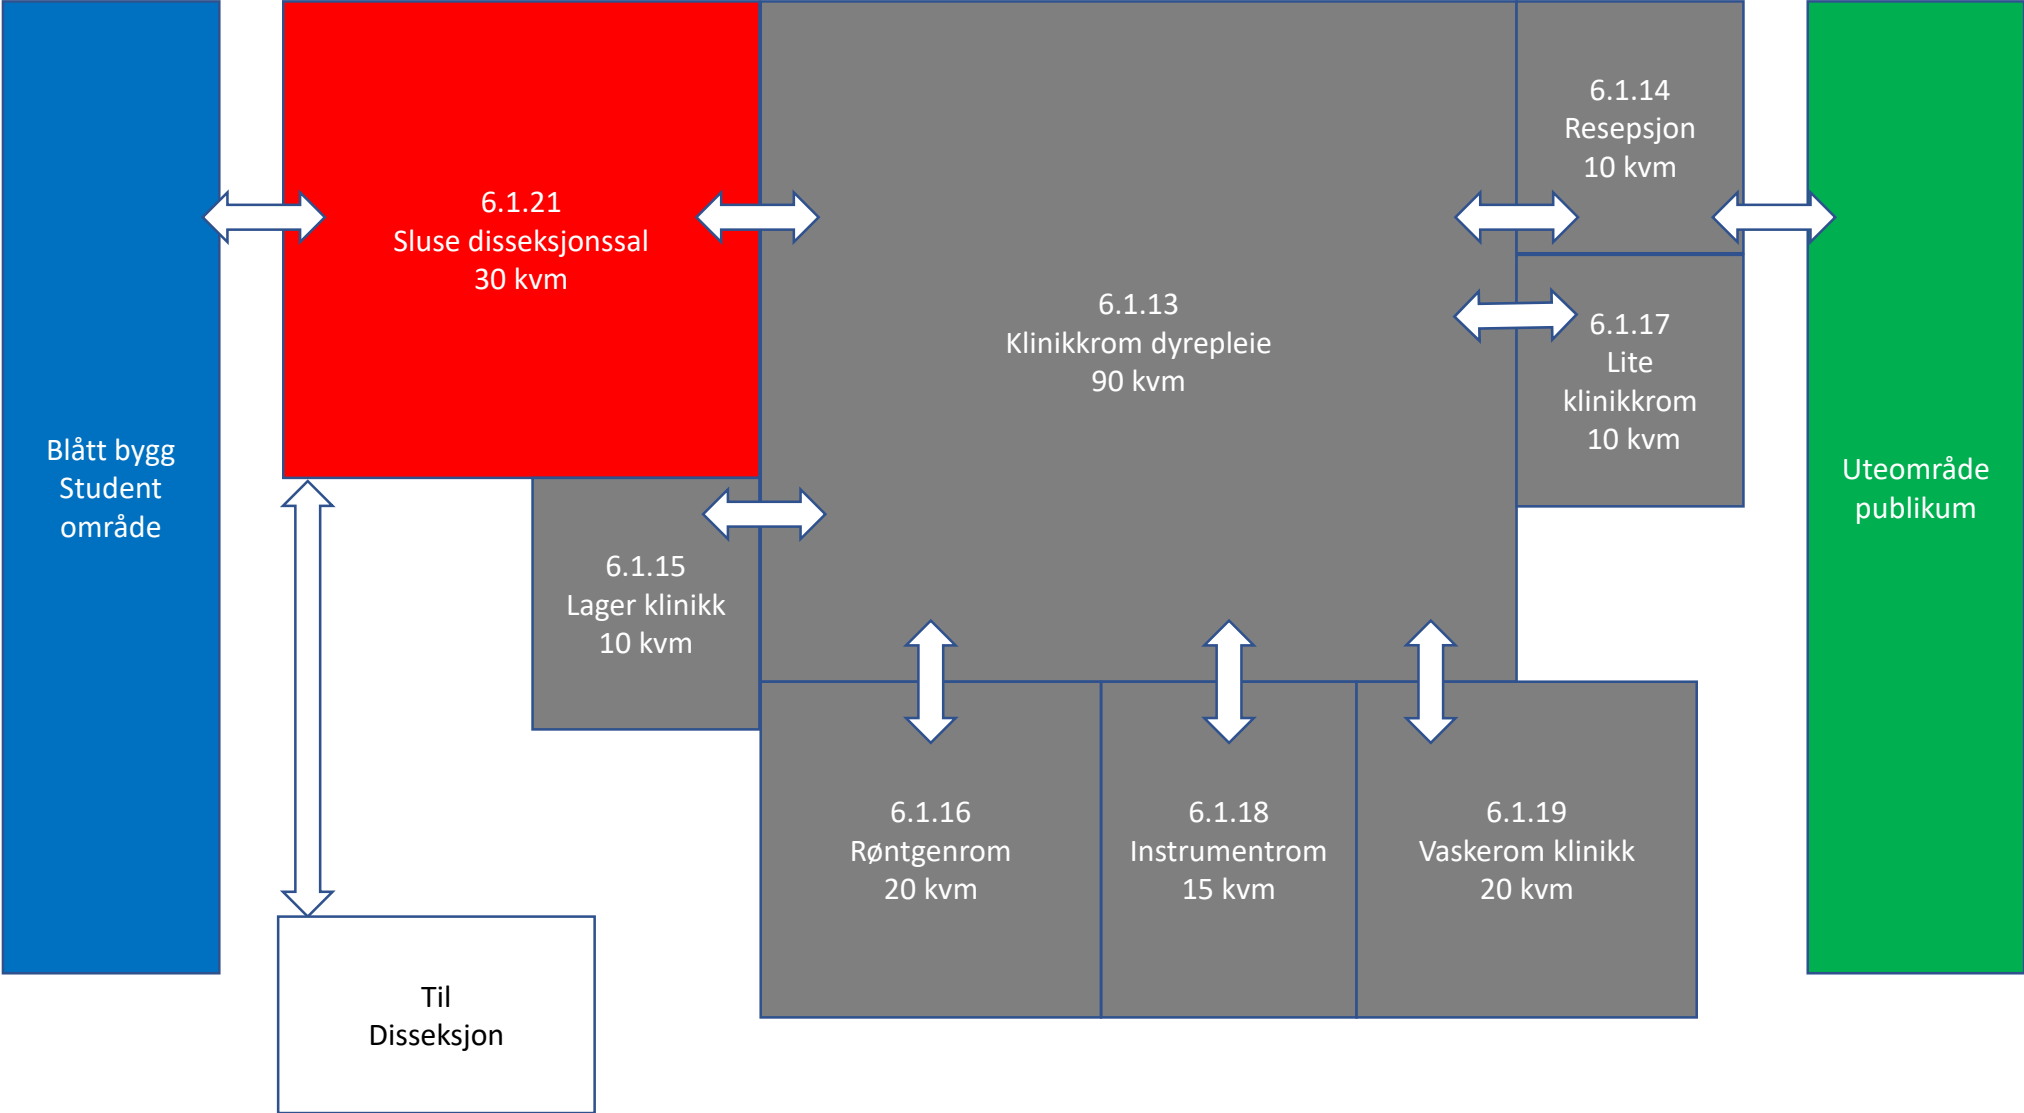 Blått bygg
Student
område
6.1.21
Sluse disseksjonssal
30 kvm
6.1.13
Klinikkrom dyrepleie
90 kvm
6.1.14
Resepsjon
10 kvm
6.1.17
Lite
klinikkrom
10 kvm
Uteområde
publikum
6.1.15
Lager klinikk
10 kvm
6.1.16
Røntgenrom
20 kvm
6.1.18
Instrumentrom
15 kvm
6.1.19
Vaskerom klinikk
20 kvm
Til
Disseksjon